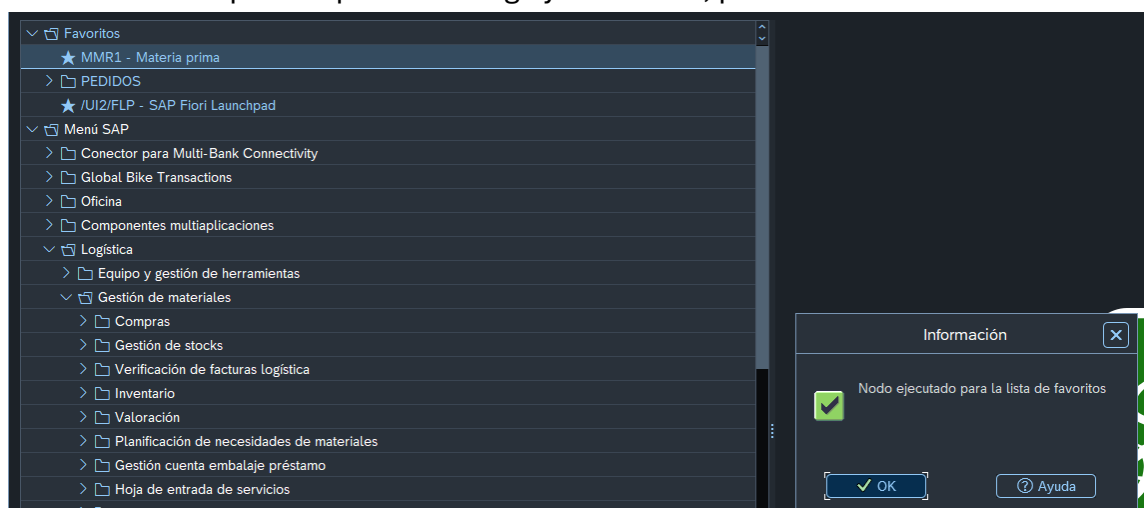 Favoritos
MMR1 - Materia prima
PEDIDOS
/UI2/FLP - SAP Fiori Launchpad
Menú SAP
Conector para Multi-Bank Connectivity
Global Bike Transactions
Oficina
Componentes multiaplicaciones
Logística
Equipo y gestión de herramientas
Gestión de materiales
Compras
Gestión de stocks
Verificación de facturas logística
Inventario
Valoración
Planificación de necesidades de materiales
Gestión cuenta embalaje préstamo
Hoja de entrada de servicios
Información
Nodo ejecutado para la lista de favoritos
OK
Ayuda